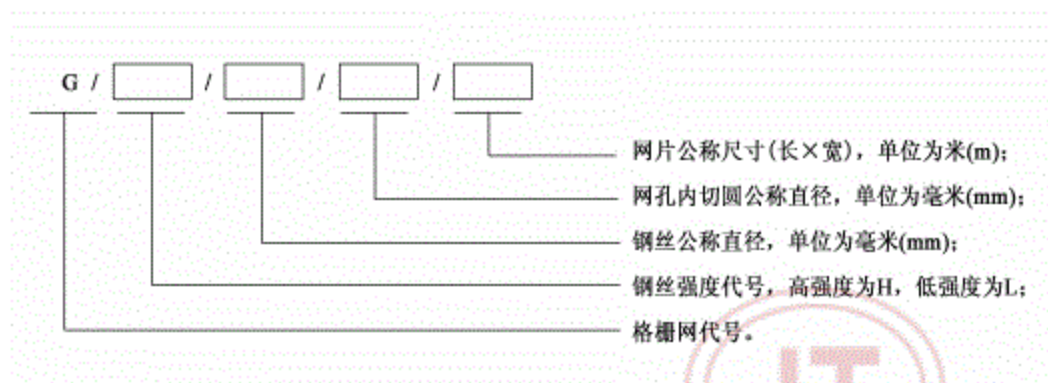 G / / / /
网片公称尺寸(长×宽)，单位为米(m)；
网孔内切圆公称直径，单位为毫米(mm)；
钢丝公称直径，单位为毫米(mm)；
钢丝强度代号，高强度为H，低强度为L；
格栅网代号。
JT